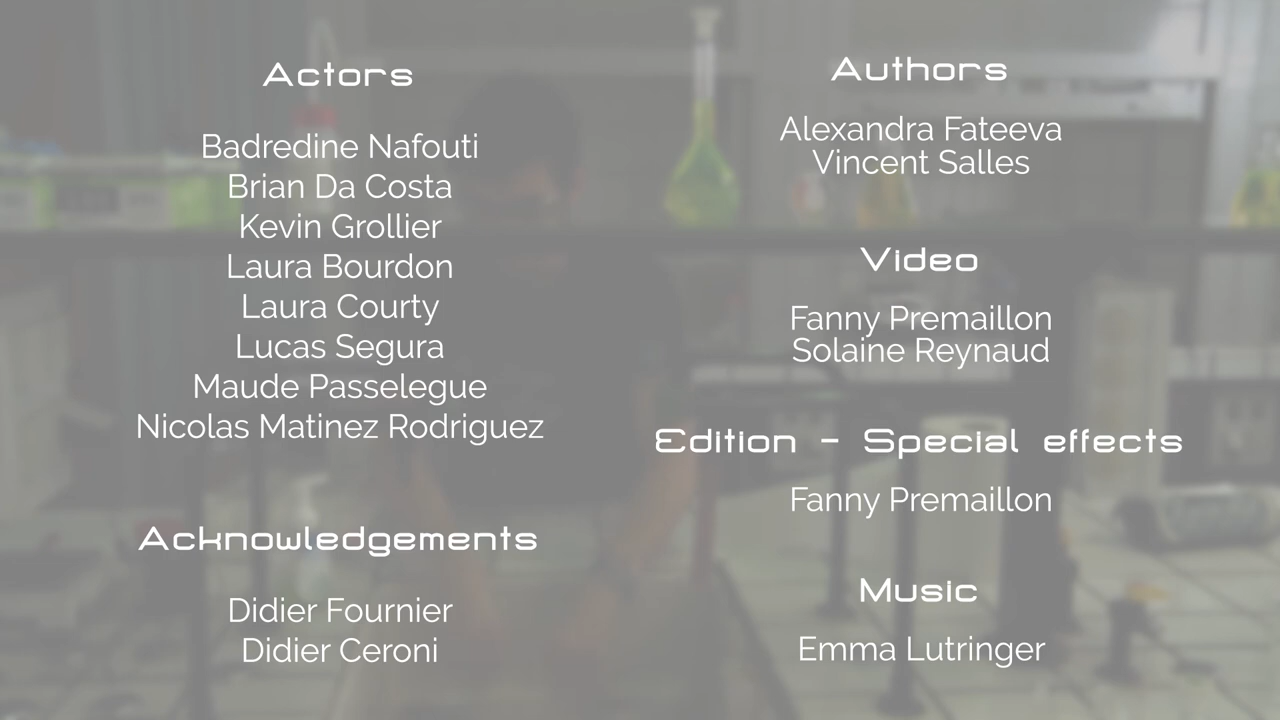 Actors
Badredine Nafouti
Brian Da Costa
Kevin Grollier
Laura Bourdon
Laura Courty
Lucas Segura
Maude Passelegue
Nicolas Matinez Rodriguez
Acknowledgements
Didier Fournier
Didier Ceroni
Authors
Alexandra Fateeva
Vincent Salles
Video
Fanny Premaillon
Solaine Reynaud
Edition - Special effects
Fanny Premaillon
Music
Emma Lutringer